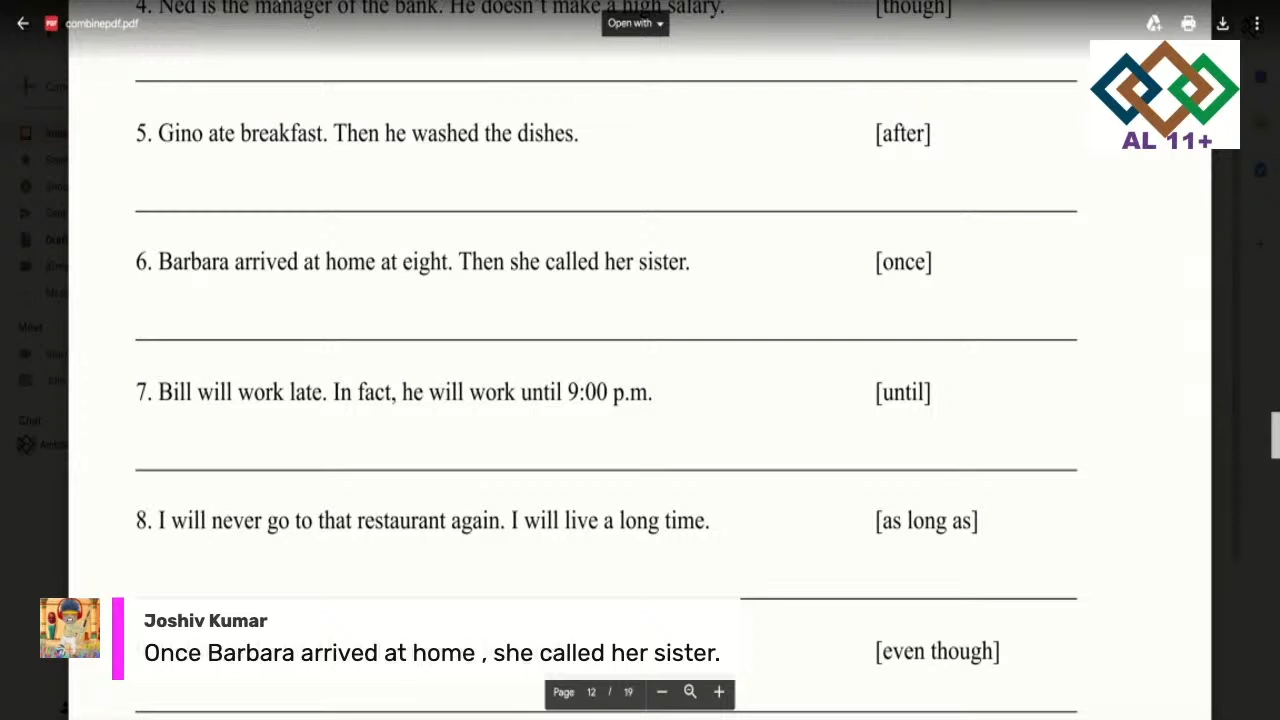 4. Ned is the manager of the bank. He doesn't make a high salary. [though]
combinepdf.pdf
Open with
AL 11+
5. Gino ate breakfast. Then he washed the dishes. [after]
6. Barbara arrived at home at eight. Then she called her sister. [once]
7. Bill will work late. In fact, he will work until 9:00 p.m. [until]
8. I will never go to that restaurant again. I will live a long time. [as long as]
Joshiv Kumar
Once Barbara arrived at home , she called her sister.
[even though]
Page 12 / 19